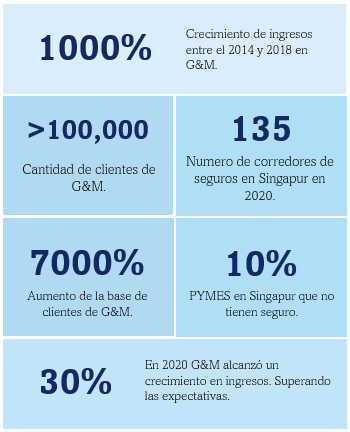 1000%
Crecimiento de ingresos
entre el 2014 y 2018 en
G&M.
>100,000
Cantidad de clientes de
G&M.
135
Numero de corredores de
seguros en Singapur en
2020.
7000%
Aumento de la base de
clientes de G&M.
10%
PYMES en Singapur que no
tienen seguro.
30%
En 2020 G&M alcanzó un
crecimiento en ingresos. Superando
las expectativas.